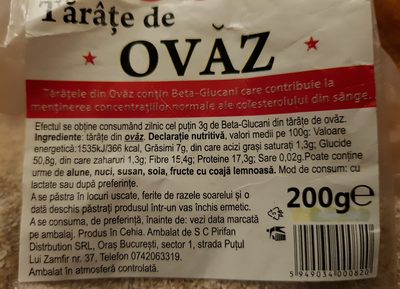 Tărâțe de
OVĂZ
Tărâțele din Ovăz conțin Beta-Glucani care contribuie la
menținerea concentrațiilor normale ale colesterolului din sânge.
Efectul se obține consumând zilnic cel puțin 3g de Beta-Glucani din tărâțe de ovăz.
Ingrediente: tărâțe din ovăz. Declarație nutritivă, valori medii pe 100g: Valoare
energetică:1535kJ/366 kcal, Grăsimi 7g, din care acizi grași saturați 1,3g; Glucide
50,8g, din care zaharuri 1,3g; Fibre 15,4g; Proteine 17,3g; Sare 0,02g.Poate conține
urme de alune, nuci, susan, soia, fructe cu coajă lemnoasă. Mod de consum: cu
lactate sau după preferințe.
A se păstra în locuri uscate, ferite de razele soarelui și o
dată deschis păstrați produsul într-un vas închis ermetic.
A se consuma, de preferință, înainte de: vezi data marcată
pe ambalaj. Produs în Cehia. Ambalat de S C Pirifan
Distrbution SRL, Oraș București, sector 1, strada Puțul
Lui Zamfir nr. 37, Telefon 0742063319.
Ambalat în atmosferă controlată.
200g℮
5 949034 000820